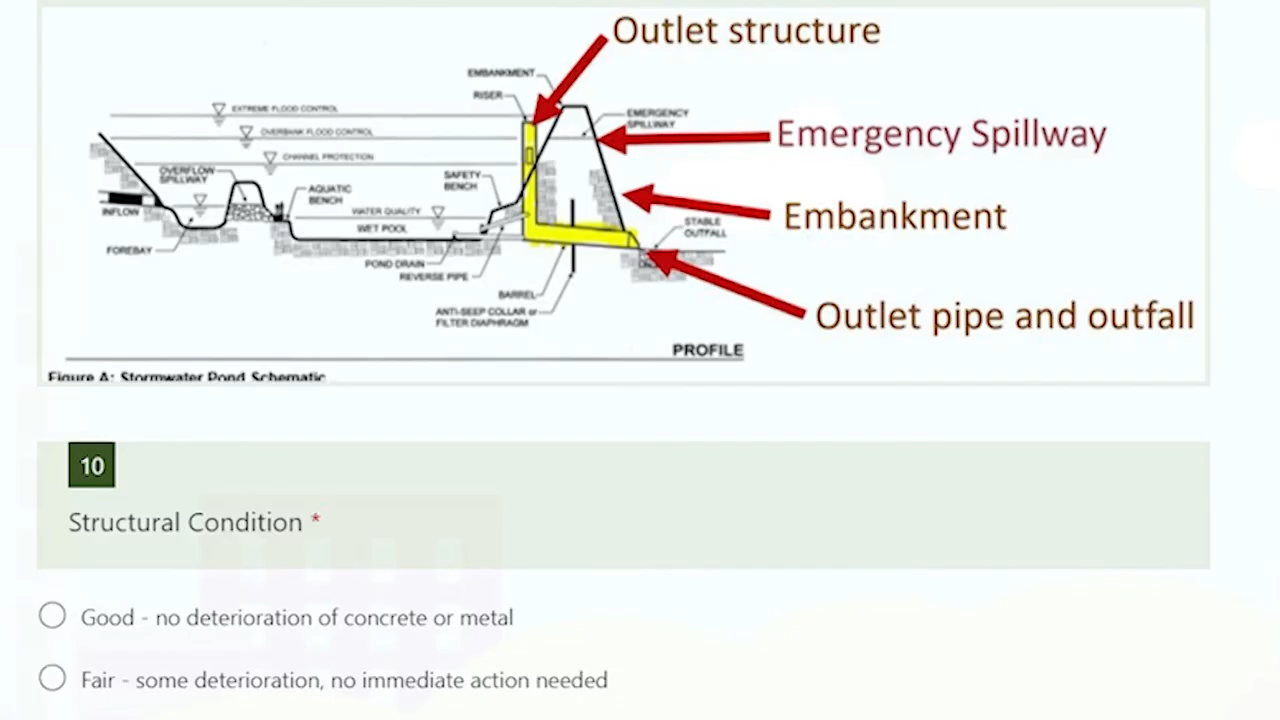 Outlet structure
EMBANKMENT
RISER
EXTREME FLOOD CONTROL
EMERGENCY
SPILLWAY
OVERBANK FLOOD CONTROL
Emergency Spillway
CHANNEL PROTECTION
OVERFLOW
SPILLWAY
SAFETY
BENCH
AQUATIC
BENCH
Embankment
INFLOW
WATER QUALITY
WET POOL
STABLE
OUTFALL
FOREBAY
POND DRAIN
REVERSE PIPE
BARREL
ANTI-SEEP COLLAR or
FILTER DIAPHRAGM
Outlet pipe and outfall
PROFILE
Figure A: Stormwater Pond Schematic
10
Structural Condition *
Good - no deterioration of concrete or metal
Fair - some deterioration, no immediate action needed